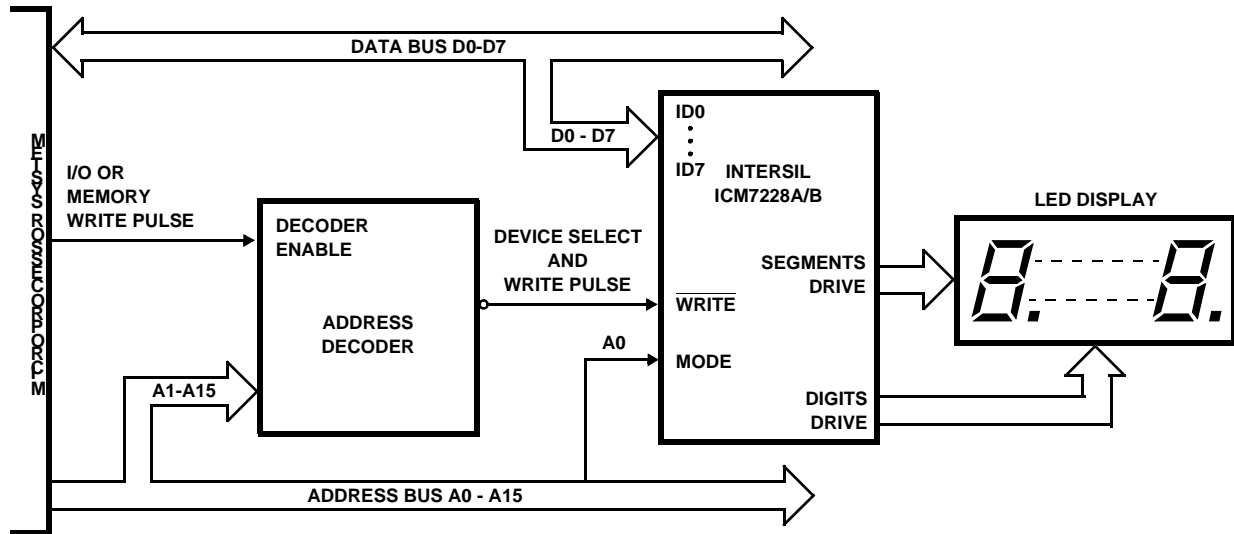 DATA BUS D0-D7
MICROPROCESSOR SYSTEM
I/O OR
MEMORY
WRITE PULSE
DECODER
ENABLE
ADDRESS
DECODER
A1-A15
DEVICE SELECT
AND
WRITE PULSE
D0 - D7
A0
ID0
ID7
INTERSIL
ICM7228A/B
WRITE
MODE
SEGMENTS
DRIVE
DIGITS
DRIVE
LED DISPLAY
8. 8.
ADDRESS BUS A0 - A15